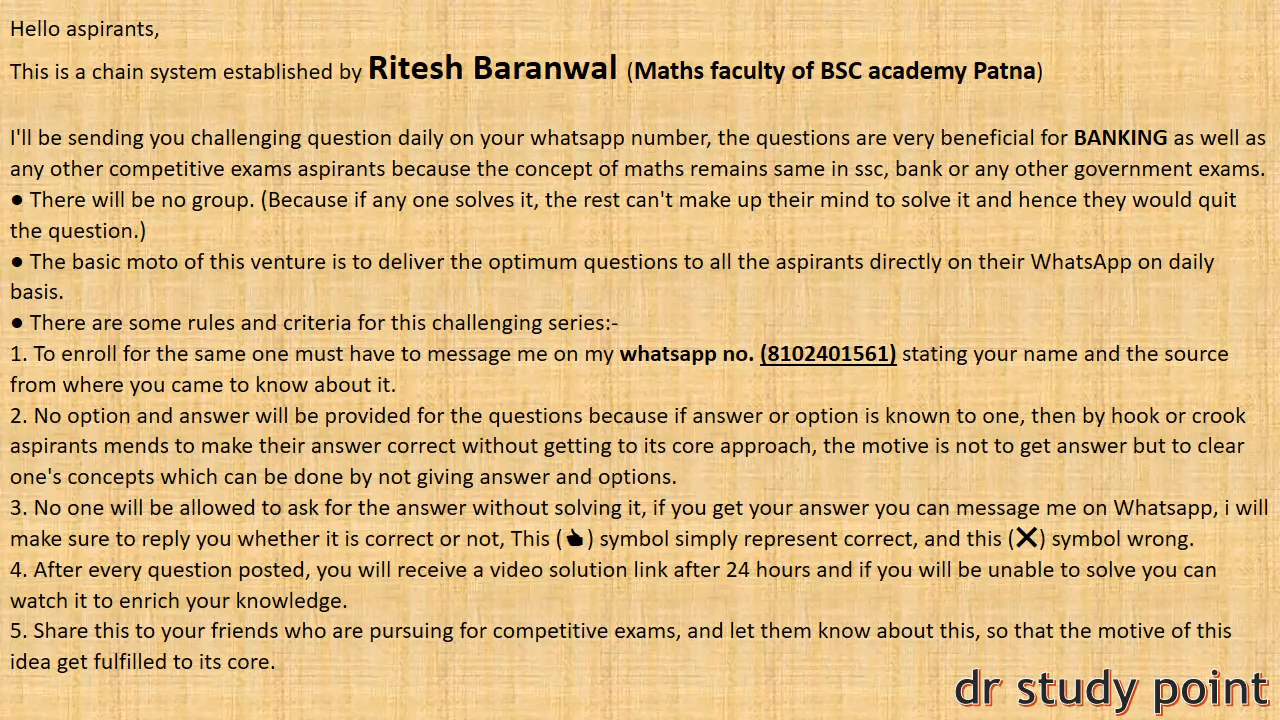 Hello aspirants,
This is a chain system established by Ritesh Baranwal (Maths faculty of BSC academy Patna)
I'll be sending you challenging question daily on your whatsapp number, the questions are very beneficial for BANKING as well as
any other competitive exams aspirants because the concept of maths remains same in ssc, bank or any other government exams.
● There will be no group. (Because if any one solves it, the rest can't make up their mind to solve it and hence they would quit
the question.)
● The basic moto of this venture is to deliver the optimum questions to all the aspirants directly on their WhatsApp on daily
basis.
● There are some rules and criteria for this challenging series:-
1. To enroll for the same one must have to message me on my whatsapp no. (8102401561) stating your name and the source
from where you came to know about it.
2. No option and answer will be provided for the questions because if answer or option is known to one, then by hook or crook
aspirants mends to make their answer correct without getting to its core approach, the motive is not to get answer but to clear
one's concepts which can be done by not giving answer and options.
3. No one will be allowed to ask for the answer without solving it, if you get your answer you can message me on Whatsapp, i will
make sure to reply you whether it is correct or not, This (👍) symbol simply represent correct, and this (❌) symbol wrong.
4. After every question posted, you will receive a video solution link after 24 hours and if you will be unable to solve you can
watch it to enrich your knowledge.
5. Share this to your friends who are pursuing for competitive exams, and let them know about this, so that the motive of this
idea get fulfilled to its core.
dr study point